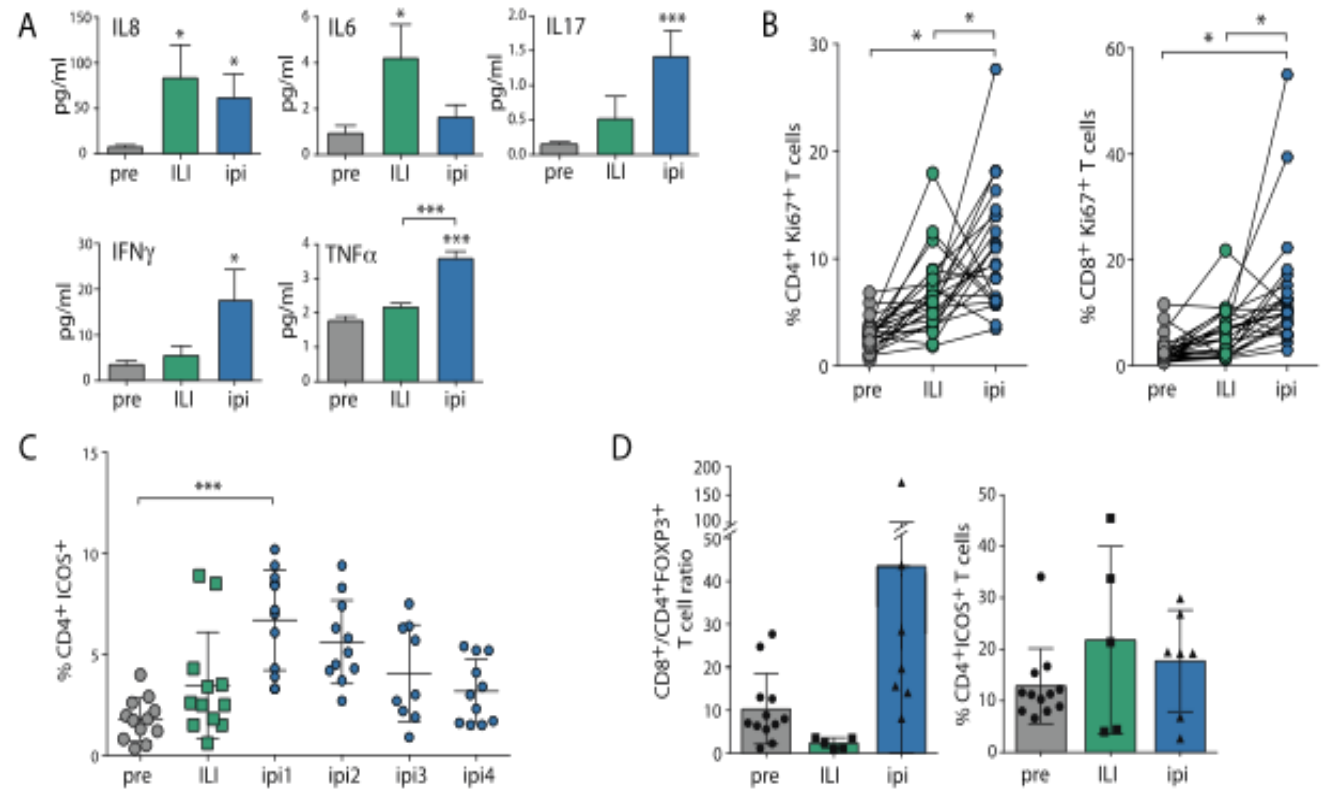 A
IL8
pg/ml
150
100
50
0
*
*
pre ILI ipi
IL6
pg/ml
6
4
2
0
*
pre ILI ipi
IL17
pg/ml
2.0
1.5
1.0
0.5
0.0
***
pre ILI ipi
IFNγ
pg/ml
30
20
10
0
*
pre ILI ipi
TNFα
pg/ml
4
3
2
1
0
***
***
pre ILI ipi
B
% CD4⁺ Ki67⁺ T cells
30
20
10
0
*
*
pre ILI ipi
% CD8⁺ Ki67⁺ T cells
60
40
20
0
*
*
pre ILI ipi
C
% CD4⁺ ICOS⁺
15
10
5
0
***
pre ILI ipi1 ipi2 ipi3 ipi4
D
CD8⁺/CD4⁺FOXP3⁺
T cell ratio
200
150
100
50
40
30
20
10
0
pre ILI ipi
% CD4⁺ICOS⁺ T cells
50
40
30
20
10
0
pre ILI ipi